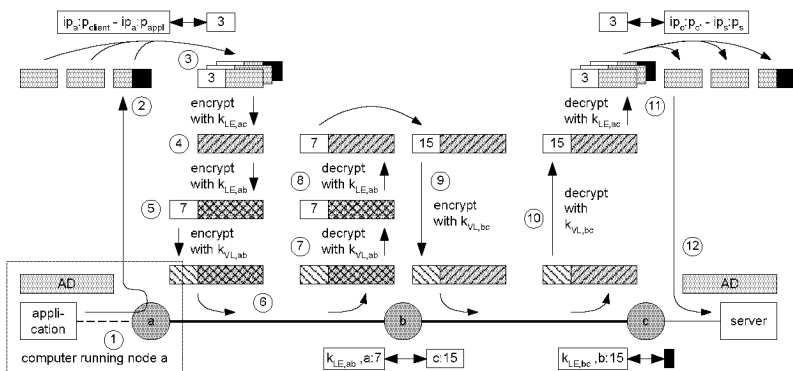 ip_a:p_client - ip_a:p_appl
3
3
ip_c:p_c' - ip_s:p_s
2
3
3
encrypt
with k_LE,ac
3
decrypt
with k_LE,ac
11
4
7
15
15
encrypt
with k_LE,ab
8
decrypt
with k_LE,ab
9
5
7
7
encrypt
with k_VL,bc
10
decrypt
with
k_VL,bc
encrypt
with k_VL,ab
7
decrypt
with k_VL,ab
12
AD
AD
6
appli-
cation
1
a
b
c
server
computer running node a
k_LE,ab ,a:7
c:15
k_LE,bc, b:15